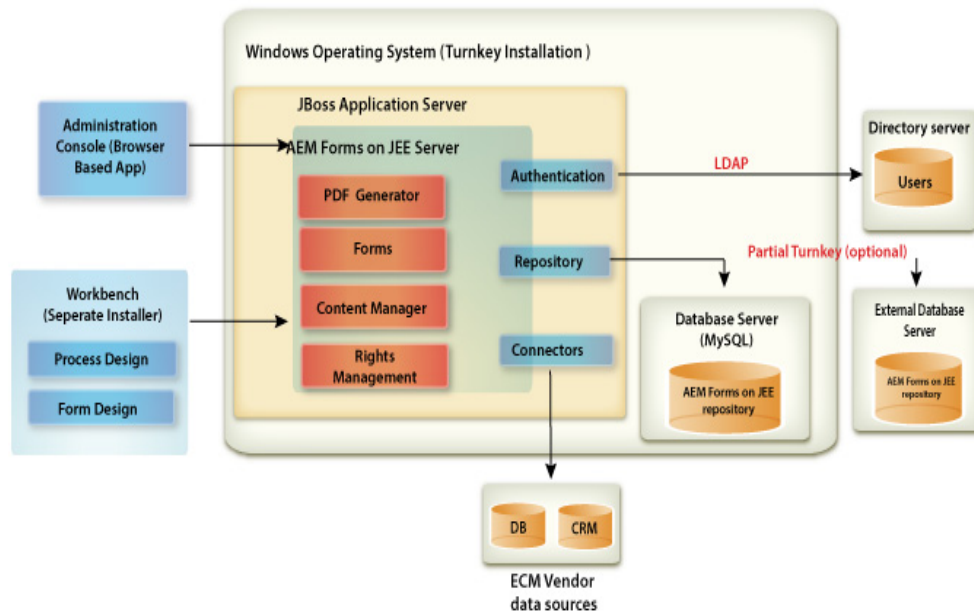 Windows Operating System (Turnkey Installation )
JBoss Application Server
Administration
Console (Browser
Based App)
AEM Forms on JEE Server
PDF Generator
Forms
Content Manager
Rights
Management
Authentication
Repository
Connectors
LDAP
Directory server
Users
Workbench
(Seperate Installer)
Process Design
Form Design
Partial Turnkey (optional)
Database Server
(MySQL)
AEM Forms on JEE
repository
External Database
Server
AEM Forms on JEE
repository
DB
CRM
ECM Vendor
data sources